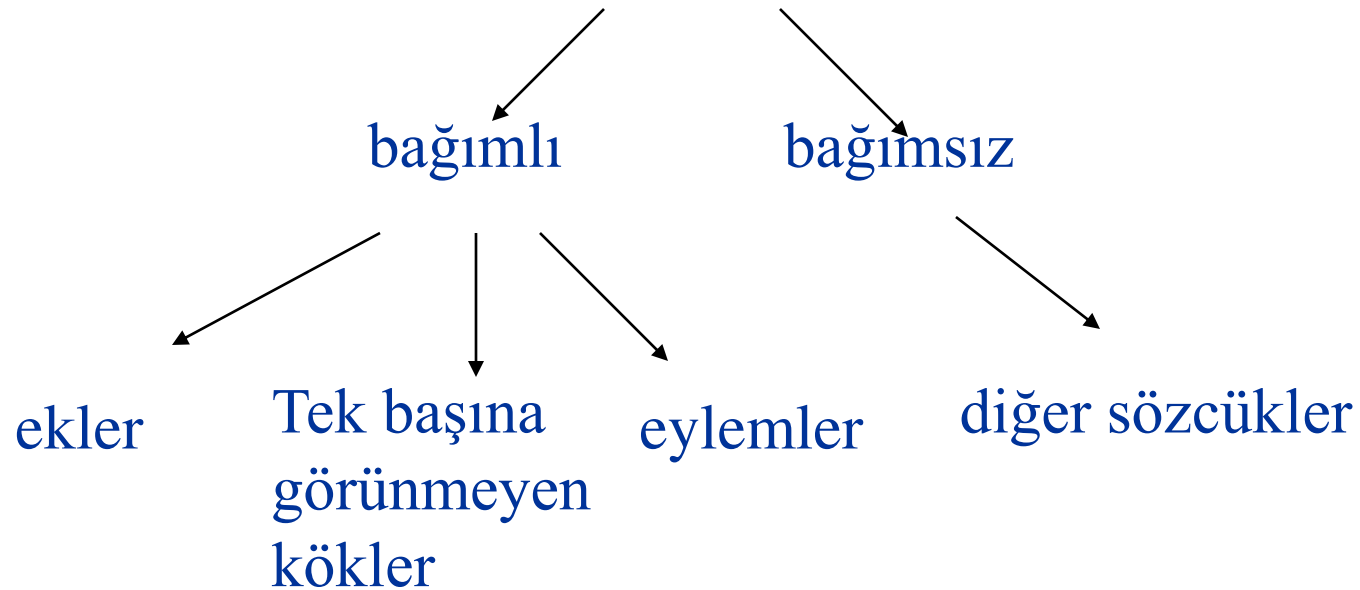 bağımlı
bağımsız
ekler
Tek başına
görünmeyen
kökler
eylemler
diğer sözcükler